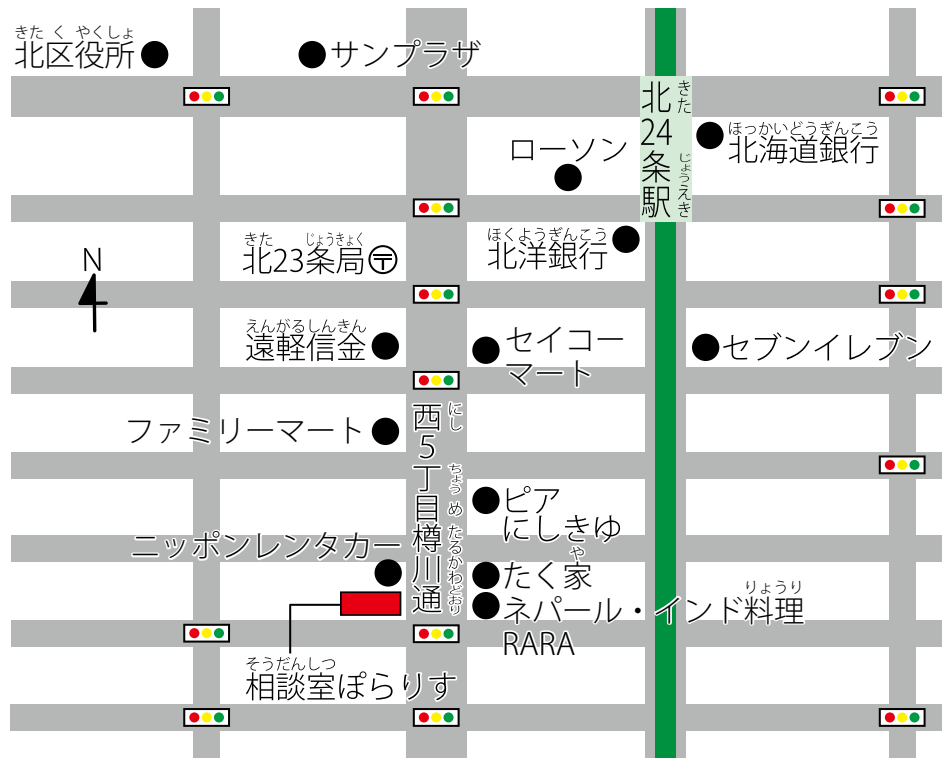 きた く やくしょ
北区役所
サンプラザ
きた じょうえき
北24条駅
ほっかいどうぎんこう
北海道銀行
ローソン
ほくようぎんこう
北洋銀行
N
きた じょうきょく
北23条局〒
えんがるしんきん
遠軽信金
セイコー
マート
セブンイレブン
ファミリーマート
にし ちょう め たるかわどおり
西5丁目樽川通
ピア
にしきゆ
ニッポンレンタカー
や
たく家
りょうり
ネパール・インド料理
RARA
そうだんしつ
相談室ぽらりす